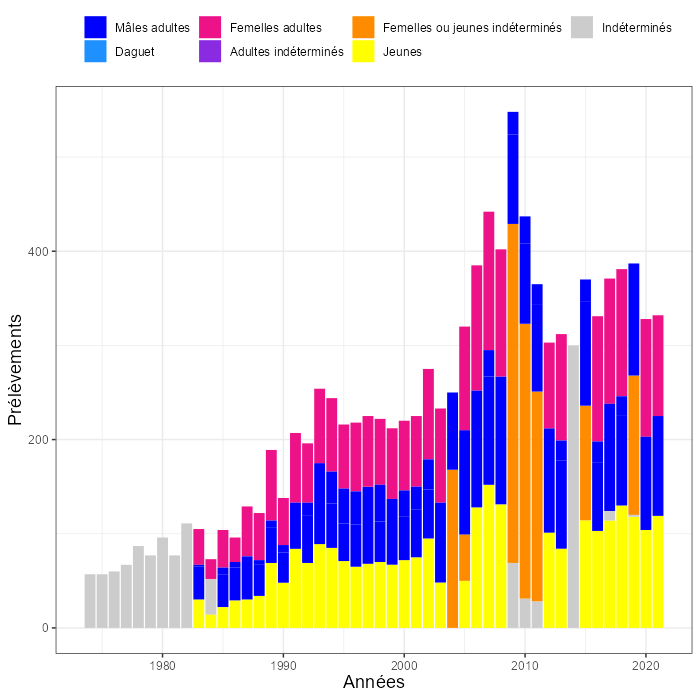 Mâles adultes Femelles adultes Femelles ou jeunes indéterminés Indéterminés
Daguet Adultes indéterminés Jeunes
Prélèvements
400
200
0
1980 1990 2000 2010 2020
Années